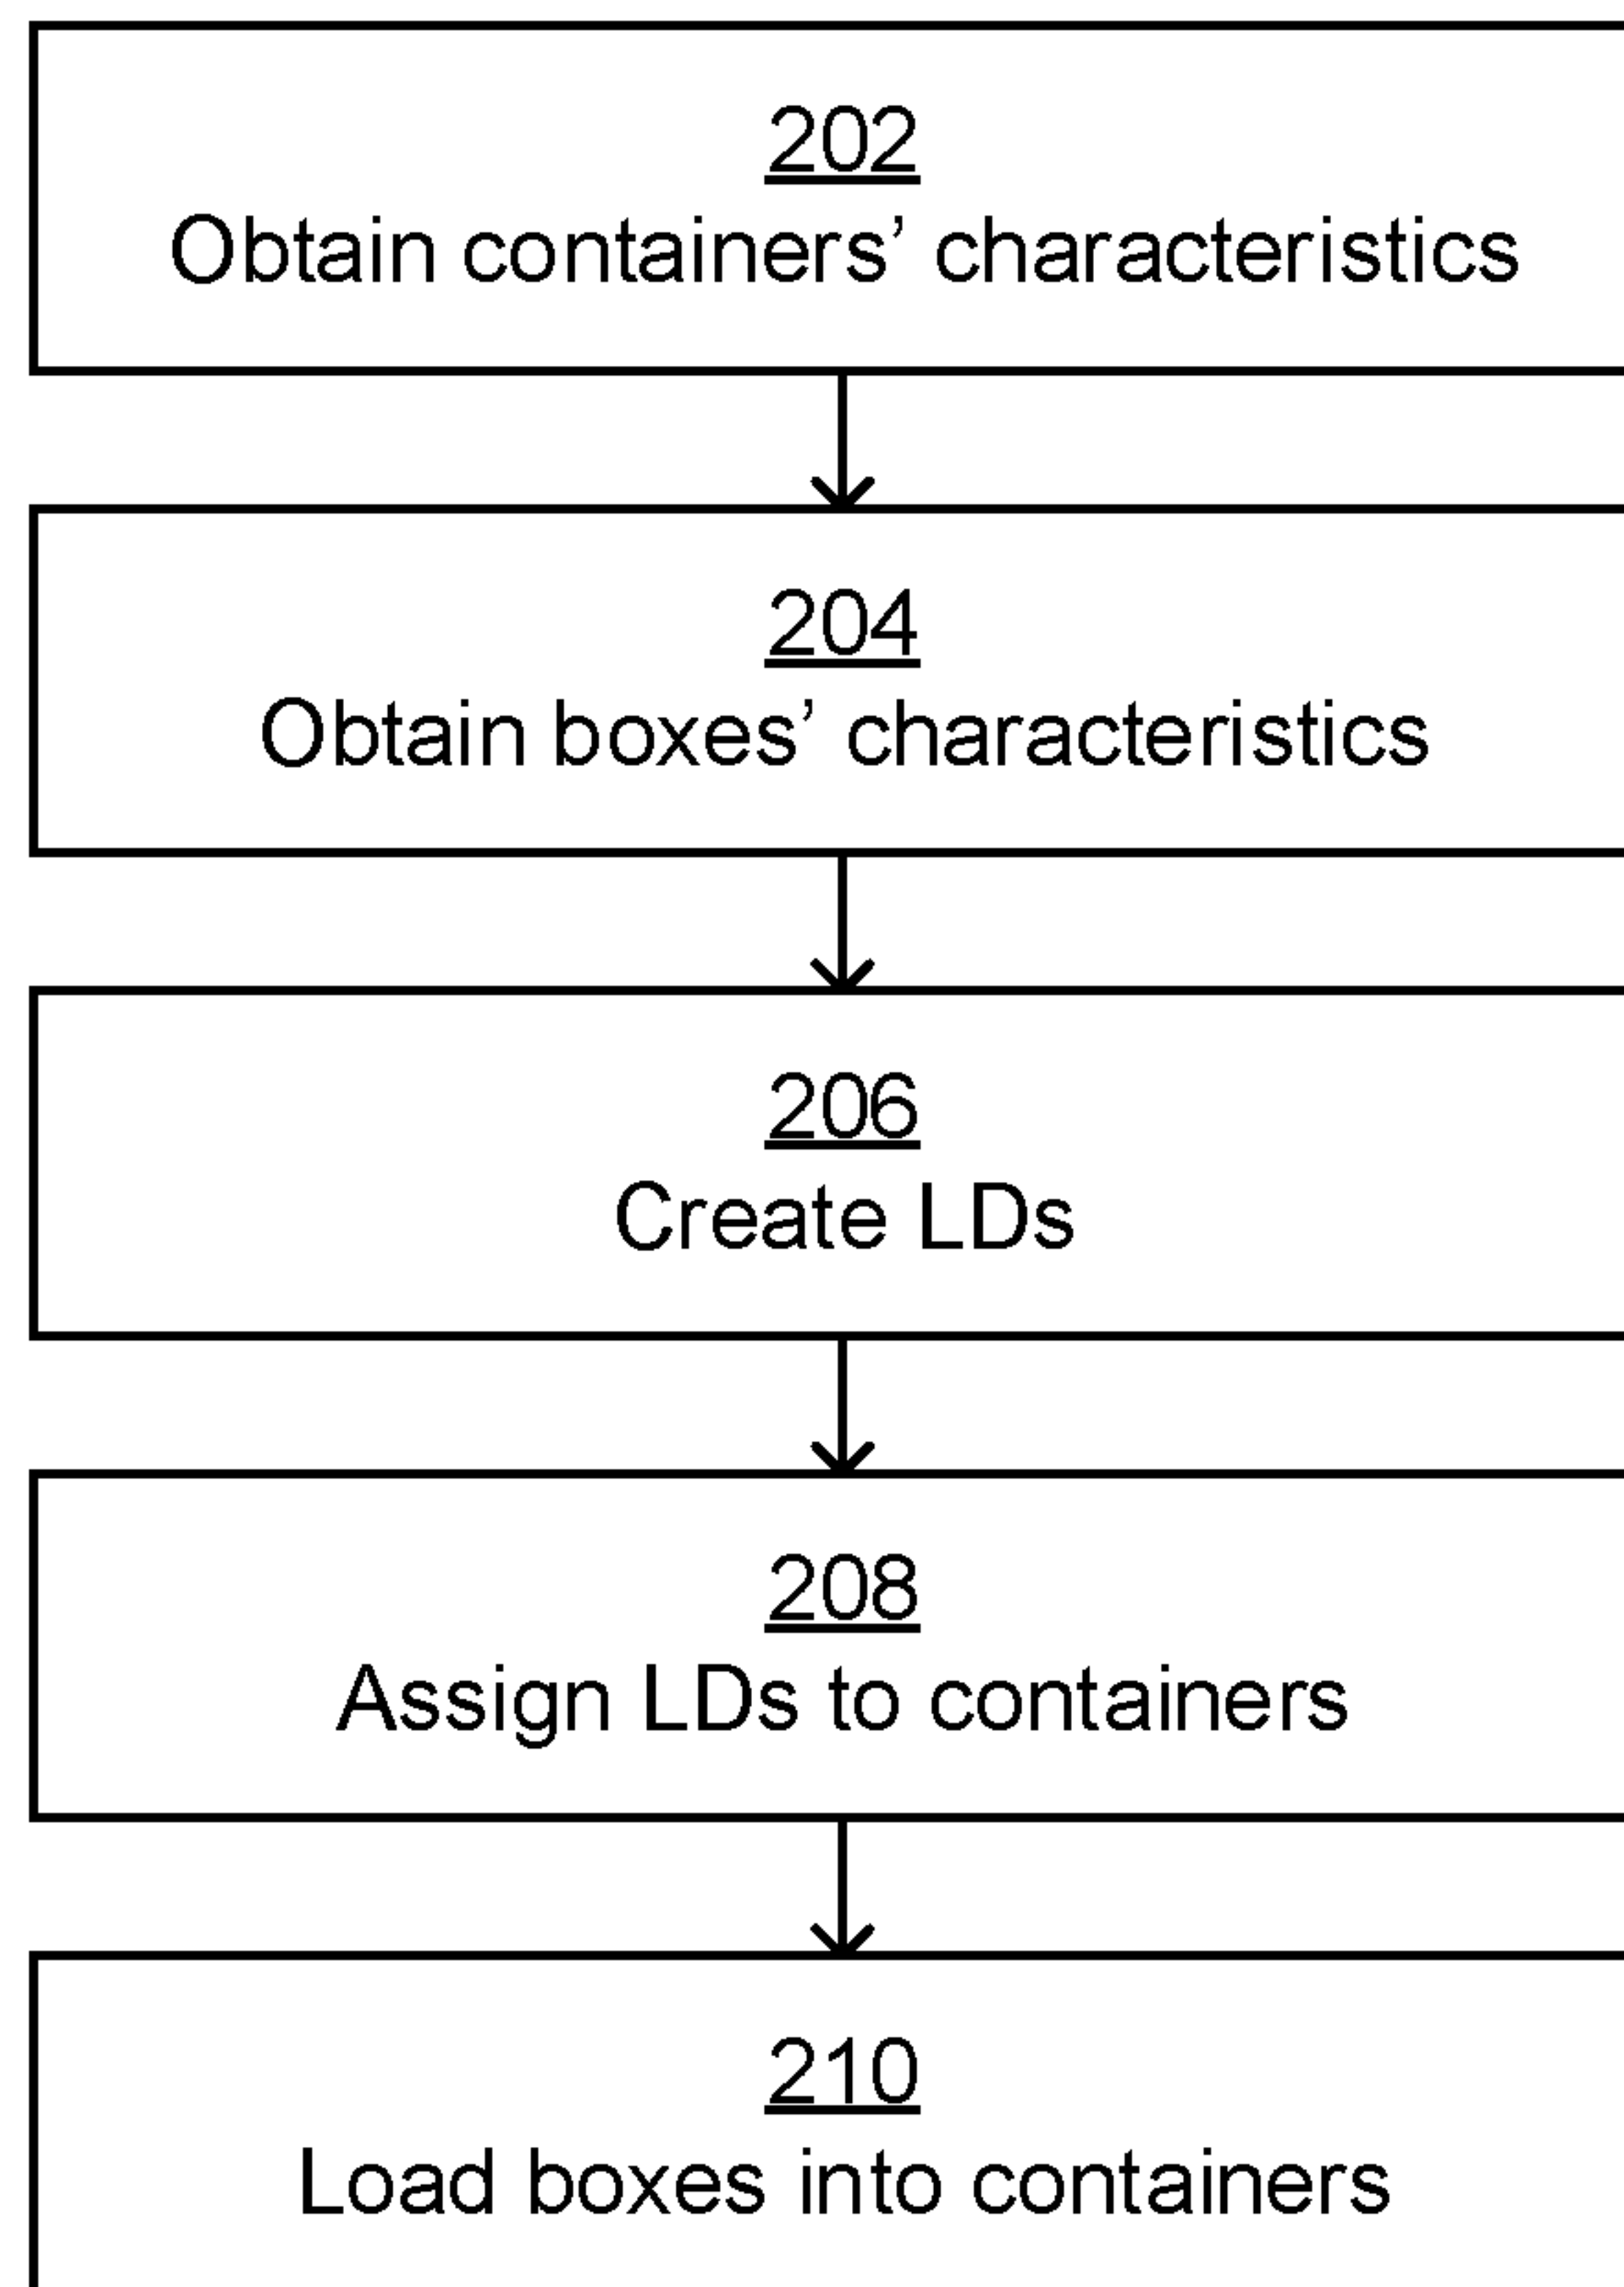 202
Obtain containers’ characteristics
204
Obtain boxes’ characteristics
206
Create LDs
208
Assign LDs to containers
210
Load boxes into containers